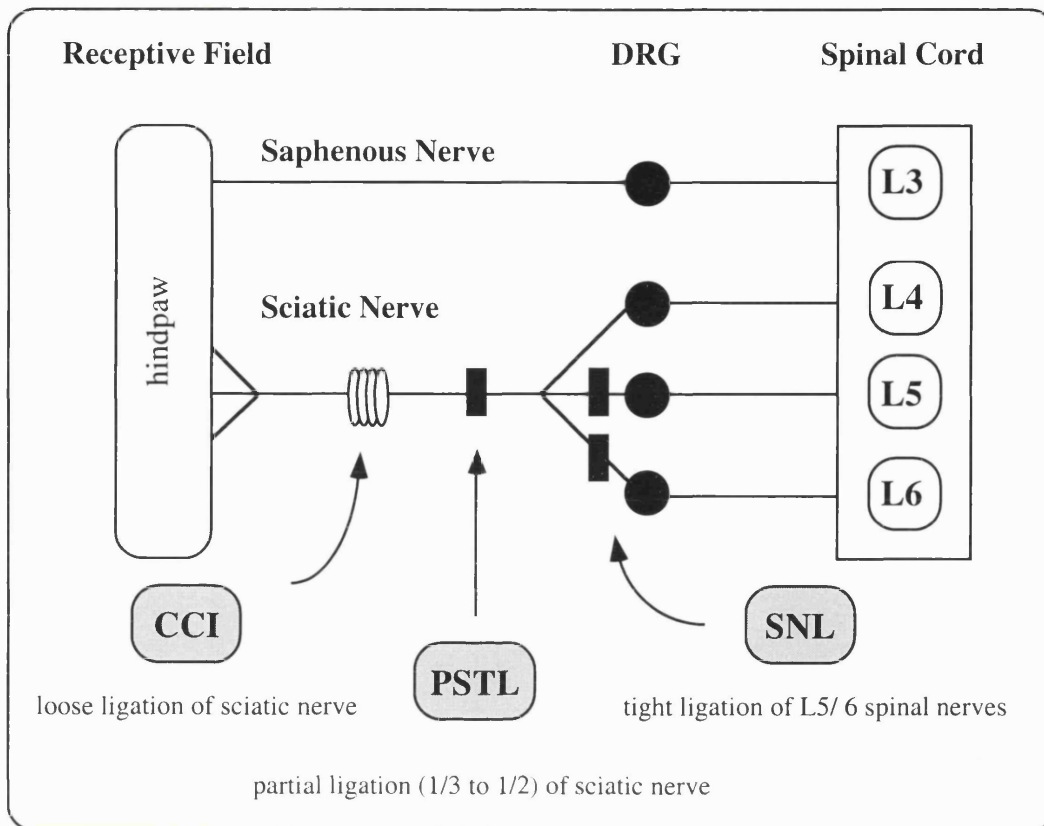 Receptive Field
DRG
Spinal Cord
Saphenous Nerve
L3
Sciatic Nerve
L4
hindpaw
L5
L6
CCI
SNL
PSTL
loose ligation of sciatic nerve
tight ligation of L5/ 6 spinal nerves
partial ligation (1/3 to 1/2) of sciatic nerve